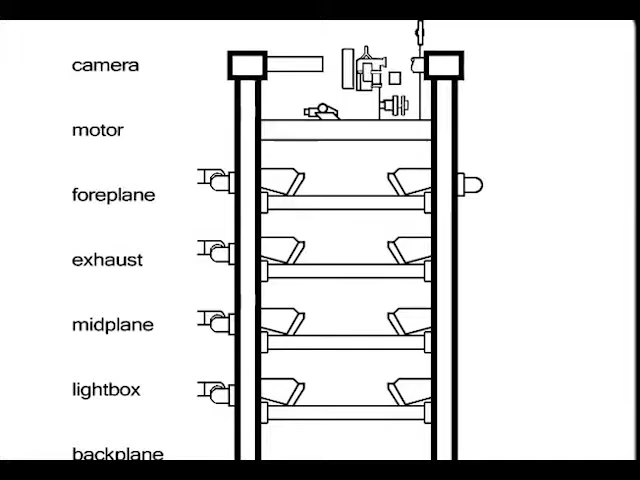 camera
motor
foreplane
exhaust
midplane
lightbox
backplane